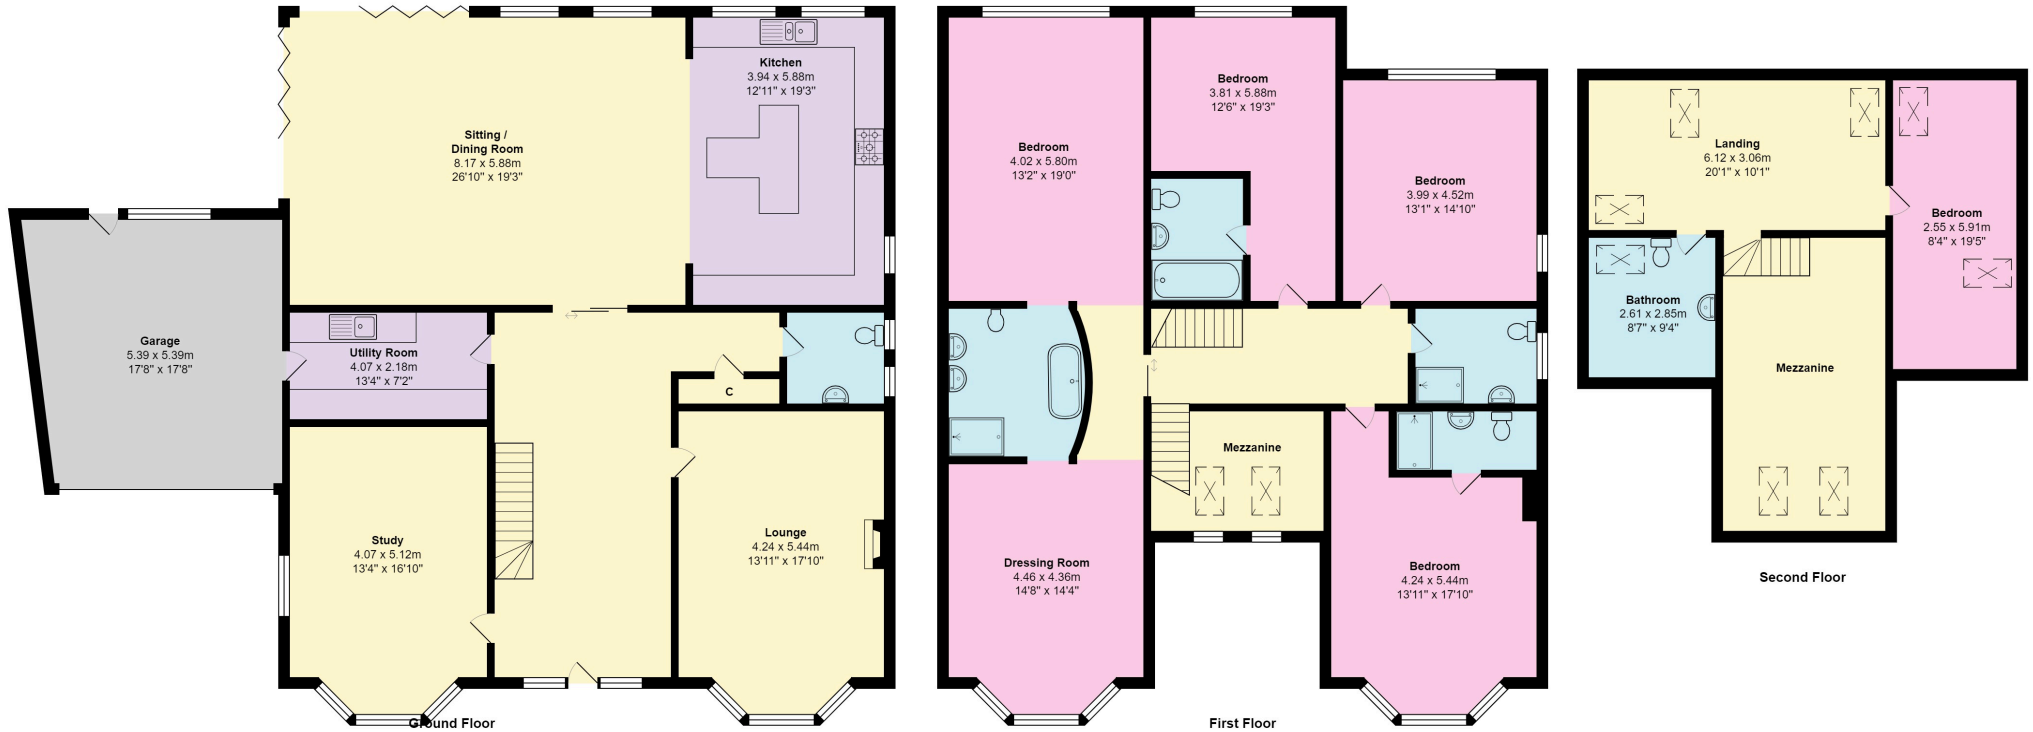 Kitchen
3.94 x 5.88m
12'11" x 19'3"
Sitting /
Dining Room
8.17 x 5.88m
26'10" x 19'3"
Garage
5.39 x 5.39m
17'8" x 17'8"
Utility Room
4.07 x 2.18m
13'4" x 7'2"
C
Study
4.07 x 5.12m
13'4" x 16'10"
Lounge
4.24 x 5.44m
13'11" x 17'10"
Ground Floor
Bedroom
4.02 x 5.80m
13'2" x 19'0"
Bedroom
3.81 x 5.88m
12'6" x 19'3"
Bedroom
3.99 x 4.52m
13'1" x 14'10"
Mezzanine
Dressing Room
4.46 x 4.36m
14'8" x 14'4"
Bedroom
4.24 x 5.44m
13'11" x 17'10"
First Floor
Landing
6.12 x 3.06m
20'1" x 10'1"
Bedroom
2.55 x 5.91m
8'4" x 19'5"
Bathroom
2.61 x 2.85m
8'7" x 9'4"
Mezzanine
Second Floor